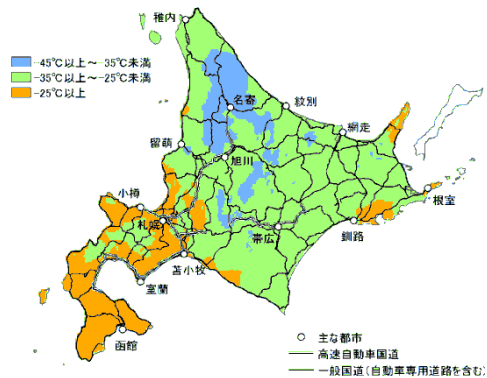 稚内
-45℃以上～-35℃未満
-35℃以上～-25℃未満
-25℃以上
名寄
紋別
網走
留萌
旭川
小樽
札幌
根室
帯広
釧路
苫小牧
室蘭
函館
主な都市
高速自動車国道
一般国道(自動車専用道路を含む)